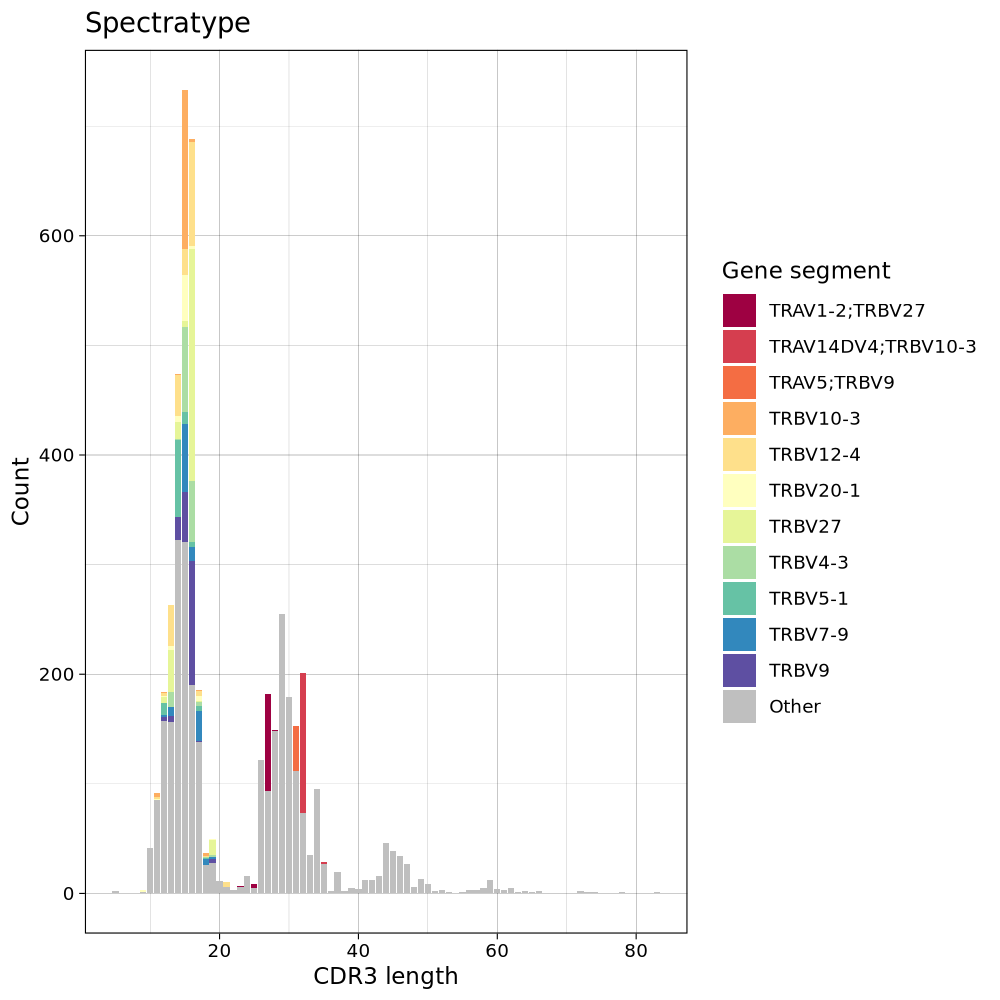 Spectratype
Count
600
400
200
0
20
40
60
80
CDR3 length
Gene segment
TRAV1-2;TRBV27
TRAV14DV4;TRBV10-3
TRAV5;TRBV9
TRBV10-3
TRBV12-4
TRBV20-1
TRBV27
TRBV4-3
TRBV5-1
TRBV7-9
TRBV9
Other